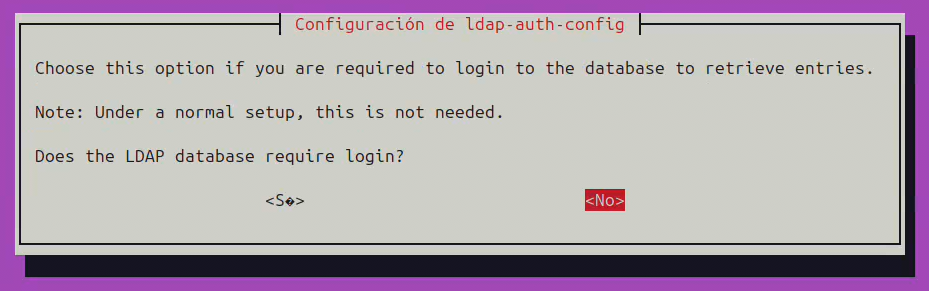 Configuración de ldap-auth-config
Choose this option if you are required to login to the database to retrieve entries.
Note: Under a normal setup, this is not needed.
Does the LDAP database require login?
<S�> <No>